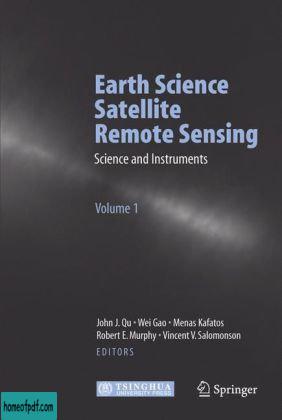 Earth Science
Satellite
Remote Sensing
Science and Instruments
Volume 1
John J. Qu • Wei Gao • Menas Kafatos
Robert E. Murphy • Vincent V. Salomonson
EDITORS
TSINGHUA
UNIVERSITY PRESS
Springer
homeofpdf.com